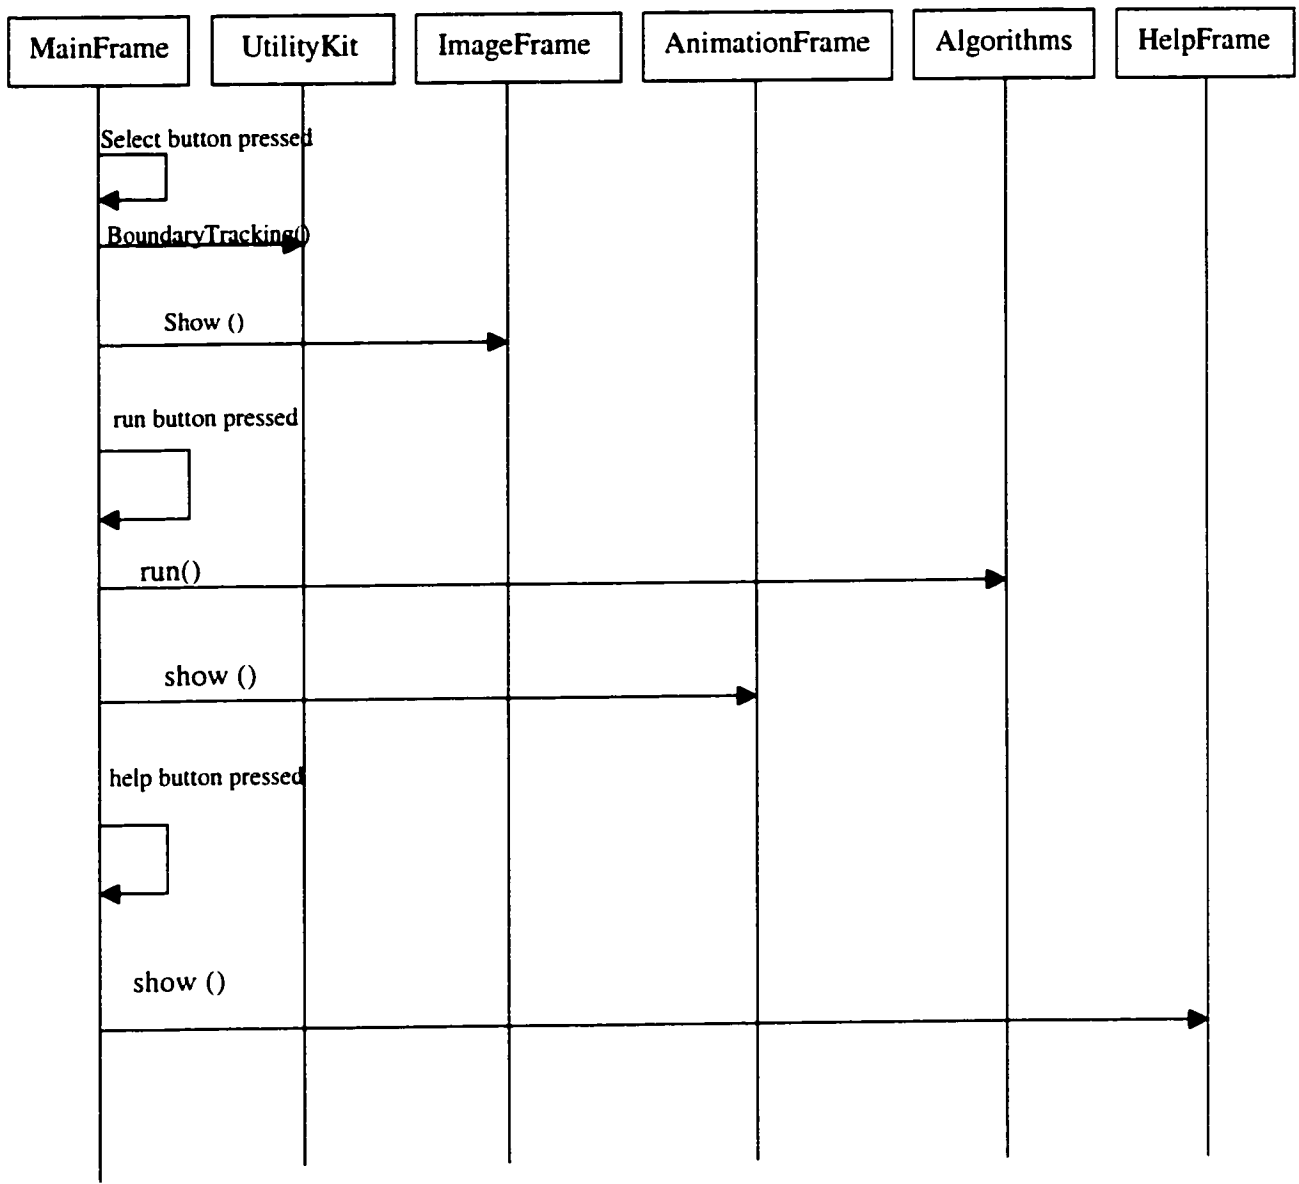 MainFrame
UtilityKit
ImageFrame
AnimationFrame
Algorithms
HelpFrame
Select button pressed
BoundaryTracking()
Show ()
run button pressed
run()
show ()
help button pressed
show ()